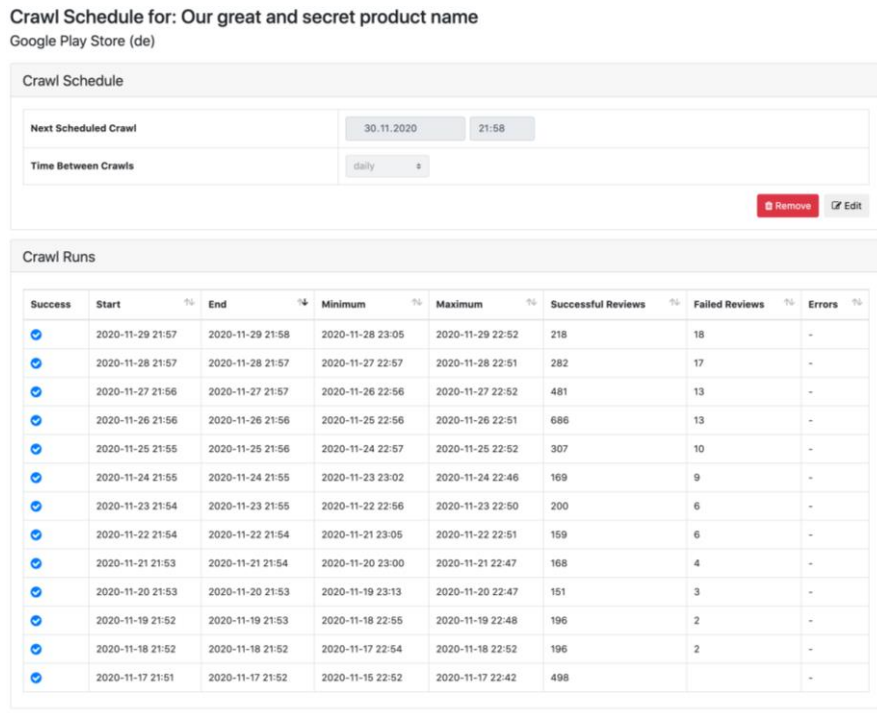 Crawl Schedule for: Our great and secret product name
Google Play Store (de)
Crawl Schedule
Next Scheduled Crawl 30.11.2020 21:58
Time Between Crawls daily
Remove Edit
Crawl Runs
Success Start End Minimum Maximum Successful Reviews Failed Reviews Errors
2020-11-29 21:57 2020-11-29 21:58 2020-11-28 23:05 2020-11-29 22:52 218 18 -
2020-11-28 21:57 2020-11-28 21:57 2020-11-27 22:57 2020-11-28 22:51 282 17 -
2020-11-27 21:56 2020-11-27 21:57 2020-11-26 22:56 2020-11-27 22:52 481 13 -
2020-11-26 21:56 2020-11-26 21:56 2020-11-25 22:56 2020-11-26 22:51 686 13 -
2020-11-25 21:55 2020-11-25 21:56 2020-11-24 22:57 2020-11-25 22:52 307 10 -
2020-11-24 21:55 2020-11-24 21:55 2020-11-23 23:02 2020-11-24 22:46 169 9 -
2020-11-23 21:54 2020-11-23 21:55 2020-11-22 22:56 2020-11-23 22:50 200 6 -
2020-11-22 21:54 2020-11-22 21:54 2020-11-21 23:05 2020-11-22 22:51 159 6 -
2020-11-21 21:53 2020-11-21 21:54 2020-11-20 23:00 2020-11-21 22:47 168 4 -
2020-11-20 21:53 2020-11-20 21:53 2020-11-19 23:13 2020-11-20 22:47 151 3 -
2020-11-19 21:52 2020-11-19 21:53 2020-11-18 22:55 2020-11-19 22:48 196 2 -
2020-11-18 21:52 2020-11-18 21:52 2020-11-17 22:54 2020-11-18 22:52 196 2 -
2020-11-17 21:51 2020-11-17 21:52 2020-11-15 22:52 2020-11-17 22:42 498 -